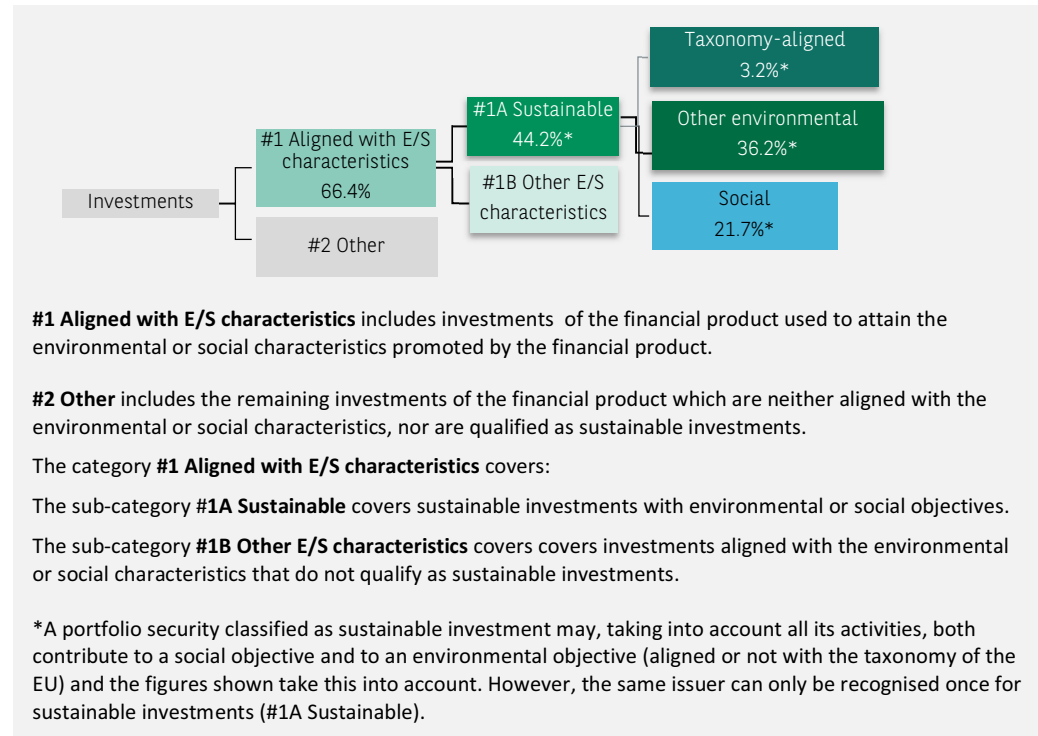 Investments
#1 Aligned with E/S
characteristics
66.4%
#2 Other
#1A Sustainable
44.2%*
#1B Other E/S
characteristics
Taxonomy-aligned
3.2%*
Other environmental
36.2%*
Social
21.7%*
#1 Aligned with E/S characteristics includes investments of the financial product used to attain the
environmental or social characteristics promoted by the financial product.
#2 Other includes the remaining investments of the financial product which are neither aligned with the
environmental or social characteristics, nor are qualified as sustainable investments.
The category #1 Aligned with E/S characteristics covers:
The sub-category #1A Sustainable covers sustainable investments with environmental or social objectives.
The sub-category #1B Other E/S characteristics covers covers investments aligned with the environmental
or social characteristics that do not qualify as sustainable investments.
*A portfolio security classified as sustainable investment may, taking into account all its activities, both
contribute to a social objective and to an environmental objective (aligned or not with the taxonomy of the
EU) and the figures shown take this into account. However, the same issuer can only be recognised once for
sustainable investments (#1A Sustainable).